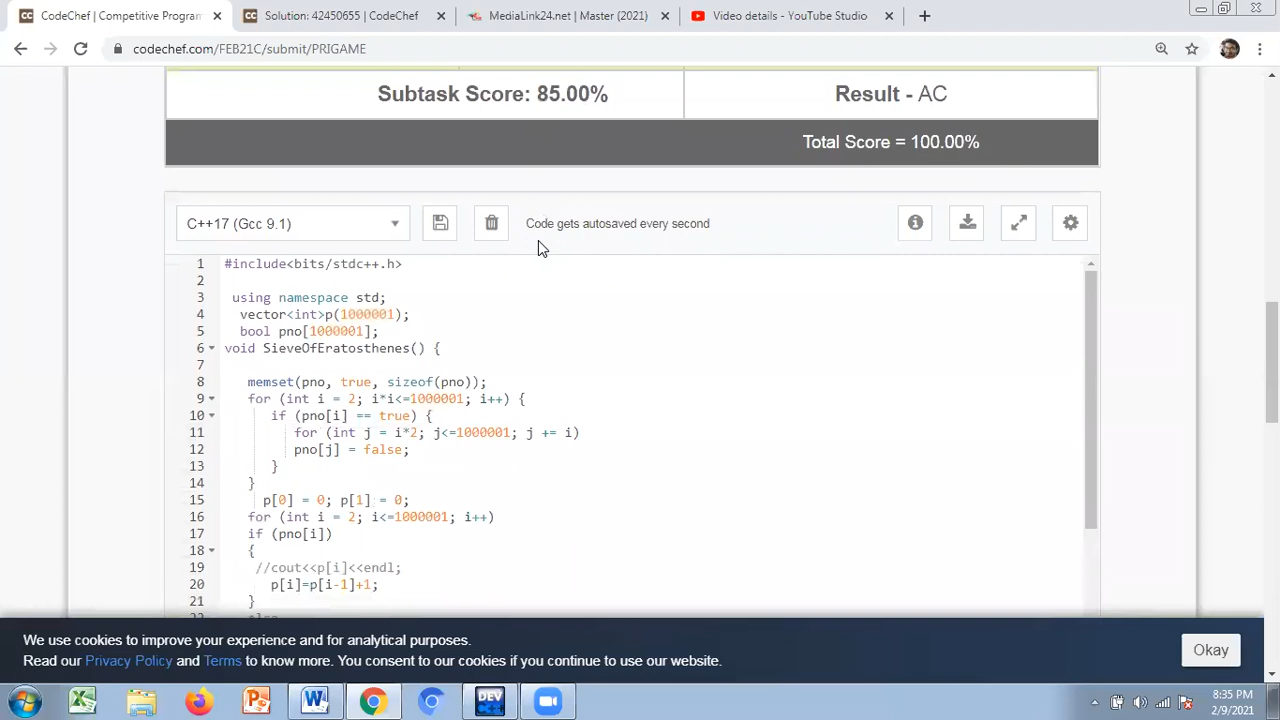 CodeChef | Competitive Program
Solution: 42450655 | CodeChef
MediaLink24.net | Master (2021)
Video details - YouTube Studio
codechef.com/FEB21C/submit/PRIGAME
Subtask Score: 85.00%
Result - AC
Total Score = 100.00%
C++17 (Gcc 9.1)
Code gets autosaved every second
1 #include<bits/stdc++.h>
2
3 using namespace std;
4 vector<int>p(1000001);
5 bool pno[1000001];
6 void SieveOfEratosthenes() {
7
8 memset(pno, true, sizeof(pno));
9 for (int i = 2; i*i<=1000001; i++) {
10 if (pno[i] == true) {
11 for (int j = i*2; j<=1000001; j += i)
12 pno[j] = false;
13 }
14 }
15 p[0] = 0; p[1] = 0;
16 for (int i = 2; i<=1000001; i++)
17 if (pno[i])
18 {
19 //cout<<p[i]<<endl;
20 p[i]=p[i-1]+1;
21 }
We use cookies to improve your experience and for analytical purposes.
Read our Privacy Policy and Terms to know more. You consent to our cookies if you continue to use our website.
Okay
DEV
C++
8:35 PM
2/9/2021